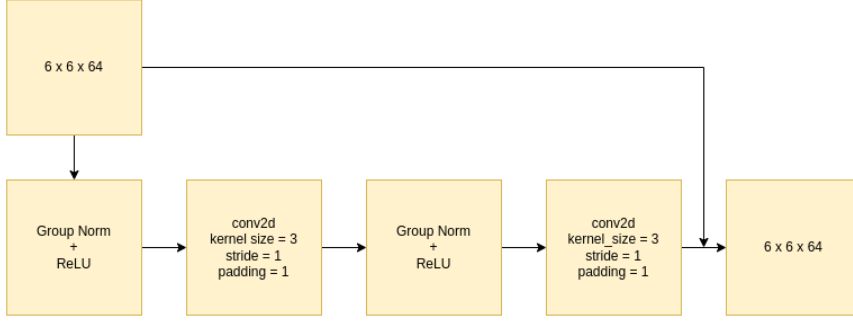 6 x 6 x 64
Group Norm
+
ReLU
conv2d
kernel size = 3
stride = 1
padding = 1
Group Norm
+
ReLU
conv2d
kernel_size = 3
stride = 1
padding = 1
6 x 6 x 64